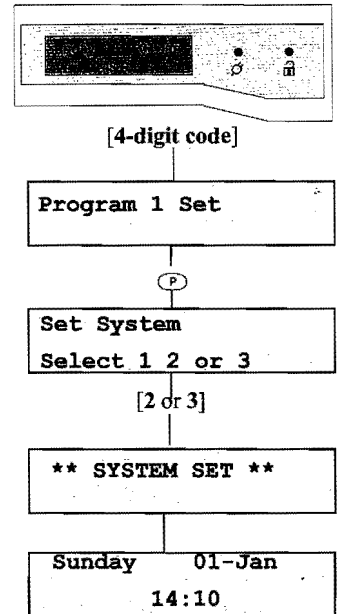 [4-digit code]
Program 1 Set
P
Set System
Select 1 2 or 3
[2 or 3]
** SYSTEM SET **
Sunday 01-Jan
14:10